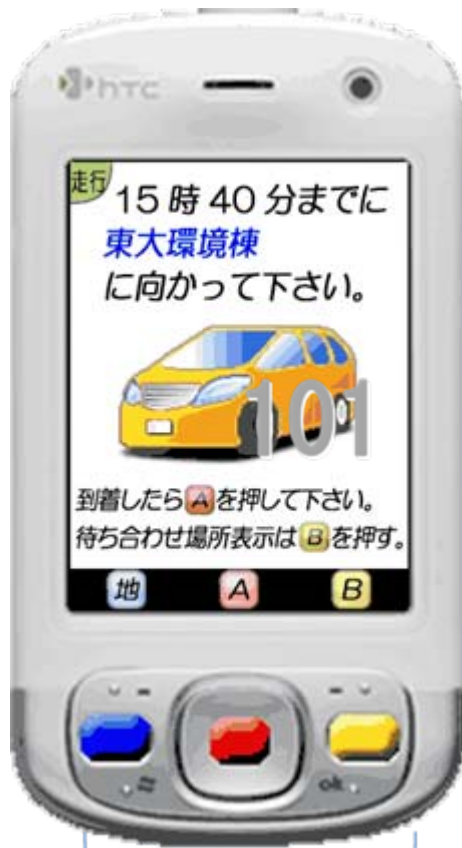 hTC
走行
15時40分までに
東大環境棟
に向かって下さい。
101
到着したらAを押して下さい。
待ち合わせ場所表示はBを押す。
地 A B
ok